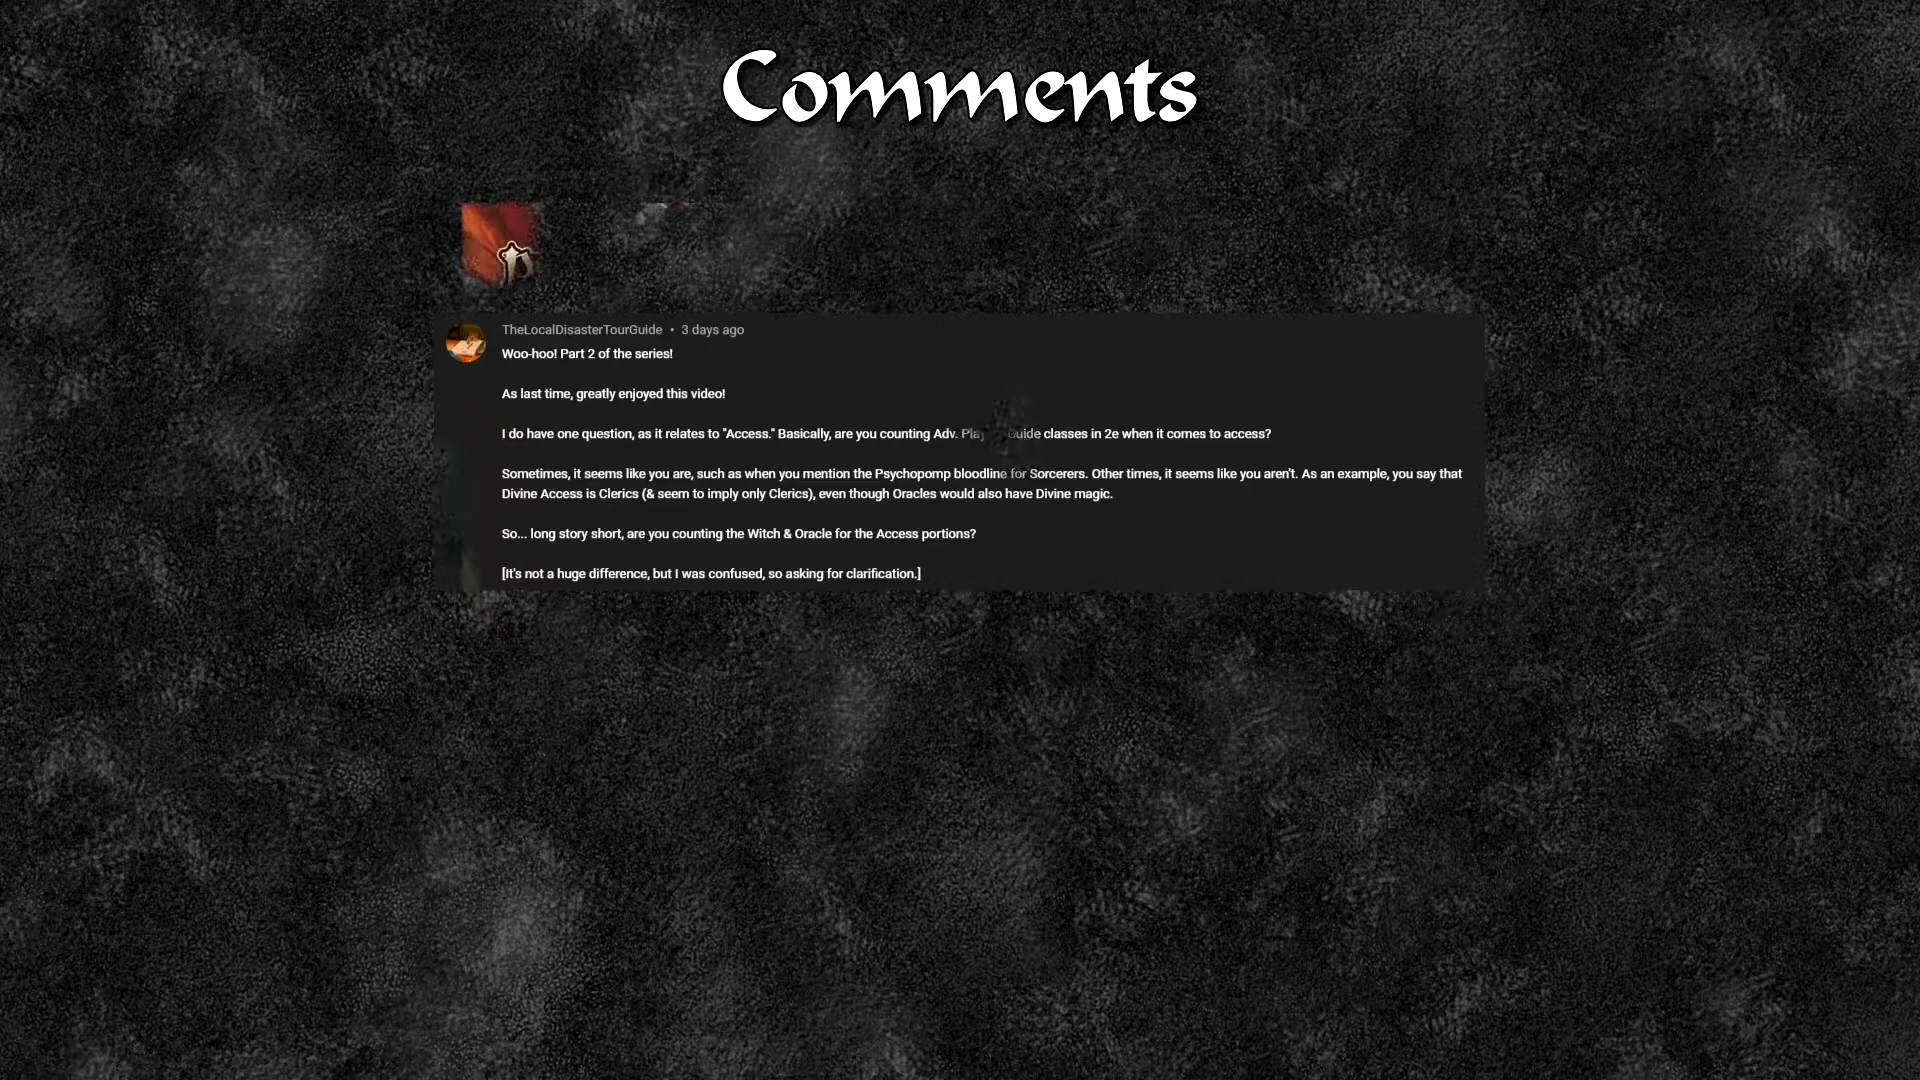 Comments
TheLocalDisasterTourGuide • 3 days ago
Woo-hoo! Part 2 of the series!
As last time, greatly enjoyed this video!
I do have one question, as it relates to "Access." Basically, are you counting Adv. Guide classes in 2e when it comes to access?
Sometimes, it seems like you are, such as when you mention the Psychopomp bloodline for Sorcerers. Other times, it seems like you aren't. As an example, you say that
Divine Access is Clerics (& seem to imply only Clerics), even though Oracles would also have Divine magic.
So... long story short, are you counting the Witch & Oracle for the Access portions?
[It's not a huge difference, but I was confused, so asking for clarification.]